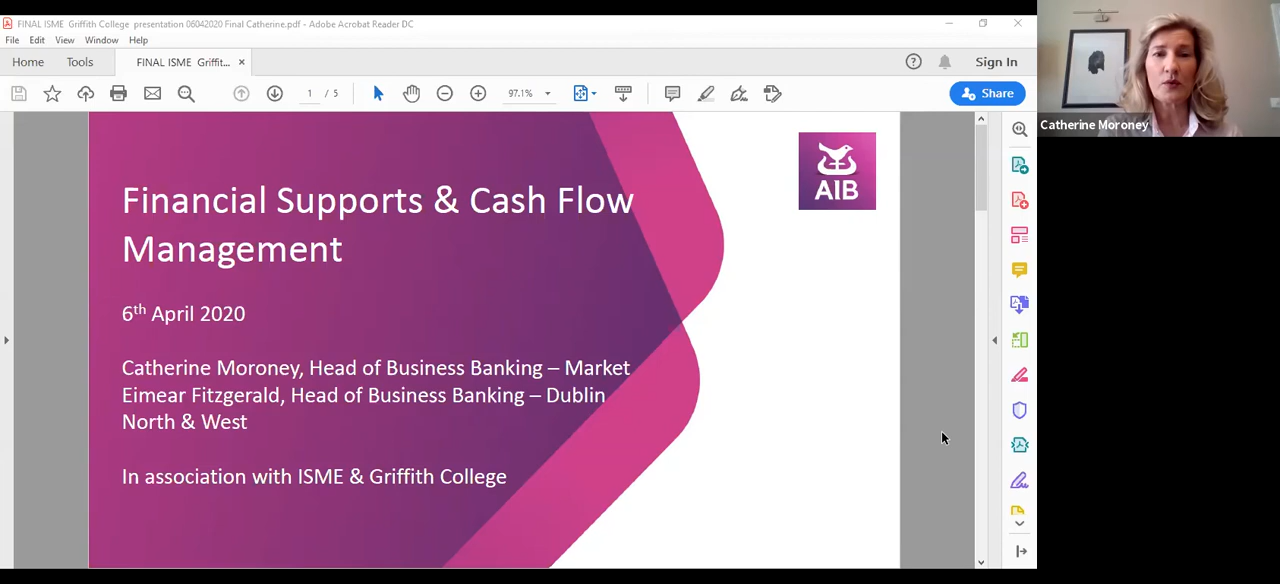 FINAL ISME Griffith College presentation 06042020 Final Catherine.pdf - Adobe Acrobat Reader DC
File Edit View Window Help
Home Tools FINAL ISME Griffit... × Sign In
1 / 5 97.1% Share
AIB
Financial Supports & Cash Flow
Management
6th April 2020
Catherine Moroney, Head of Business Banking – Market
Eimear Fitzgerald, Head of Business Banking – Dublin
North & West
In association with ISME & Griffith College
Catherine Moroney